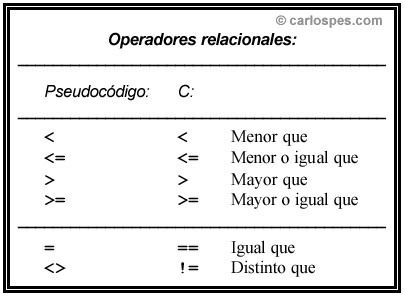 © carlospes.com
Operadores relacionales:
Pseudocódigo: C:
< < Menor que
<= <= Menor o igual que
> > Mayor que
>= >= Mayor o igual que
= == Igual que
<> != Distinto que